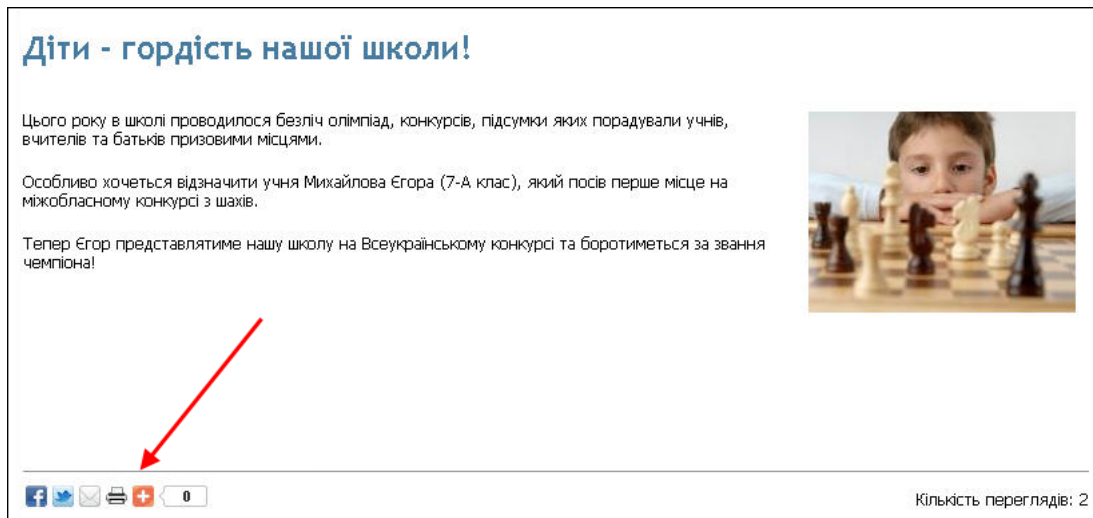 Діти - гордість нашої школи!
Цього року в школі проводилося безліч олімпіад, конкурсів, підсумки яких порадували учнів,
вчителів та батьків призовими місцями.
Особливо хочеться відзначити учня Михайлова Єгора (7-А клас), який посів перше місце на
міжобласному конкурсі з шахів.
Тепер Єгор представлятиме нашу школу на Всеукраїнському конкурсі та боротиметься за звання
чемпіона!
0
Кількість переглядів: 2